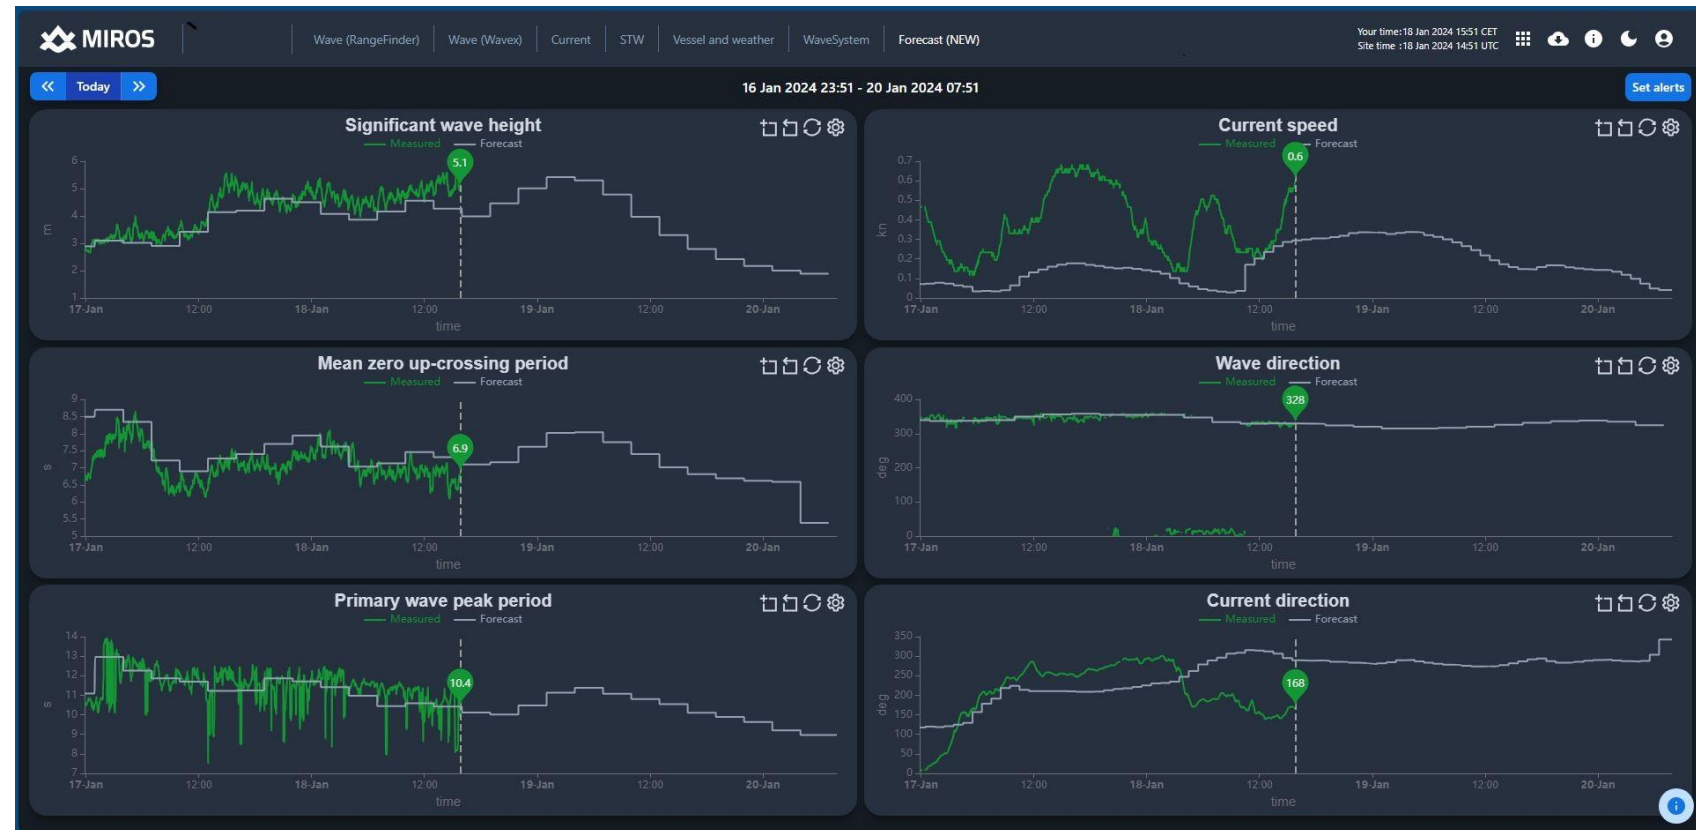 MIROS
Wave (RangeFinder) Wave (Wavex) Current STW Vessel and weather WaveSystem Forecast (NEW)
Your time:18 Jan 2024 15:51 CET
Site time :18 Jan 2024 14:51 UTC
Today
16 Jan 2024 23:51 - 20 Jan 2024 07:51
Set alerts
Significant wave height
Measured Forecast
5.1
6
5
4
3
2
1
m
17-Jan 12:00 18-Jan 12:00 19-Jan 12:00 20-Jan
time
Current speed
Measured Forecast
0.6
0.7
0.6
0.5
0.4
0.3
0.2
0.1
0
kn
17-Jan 12:00 18-Jan 12:00 19-Jan 12:00 20-Jan
time
Mean zero up-crossing period
Measured Forecast
6.9
9
8.5
8
7.5
7
6.5
6
5.5
5
s
17-Jan 12:00 18-Jan 12:00 19-Jan 12:00 20-Jan
time
Wave direction
Measured Forecast
328
400
300
200
100
0
deg
17-Jan 12:00 18-Jan 12:00 19-Jan 12:00 20-Jan
time
Primary wave peak period
Measured Forecast
10.4
14
13
12
11
10
9
8
7
s
17-Jan 12:00 18-Jan 12:00 19-Jan 12:00 20-Jan
time
Current direction
Measured Forecast
168
350
300
250
200
150
100
50
0
deg
17-Jan 12:00 18-Jan 12:00 19-Jan 12:00 20-Jan
time